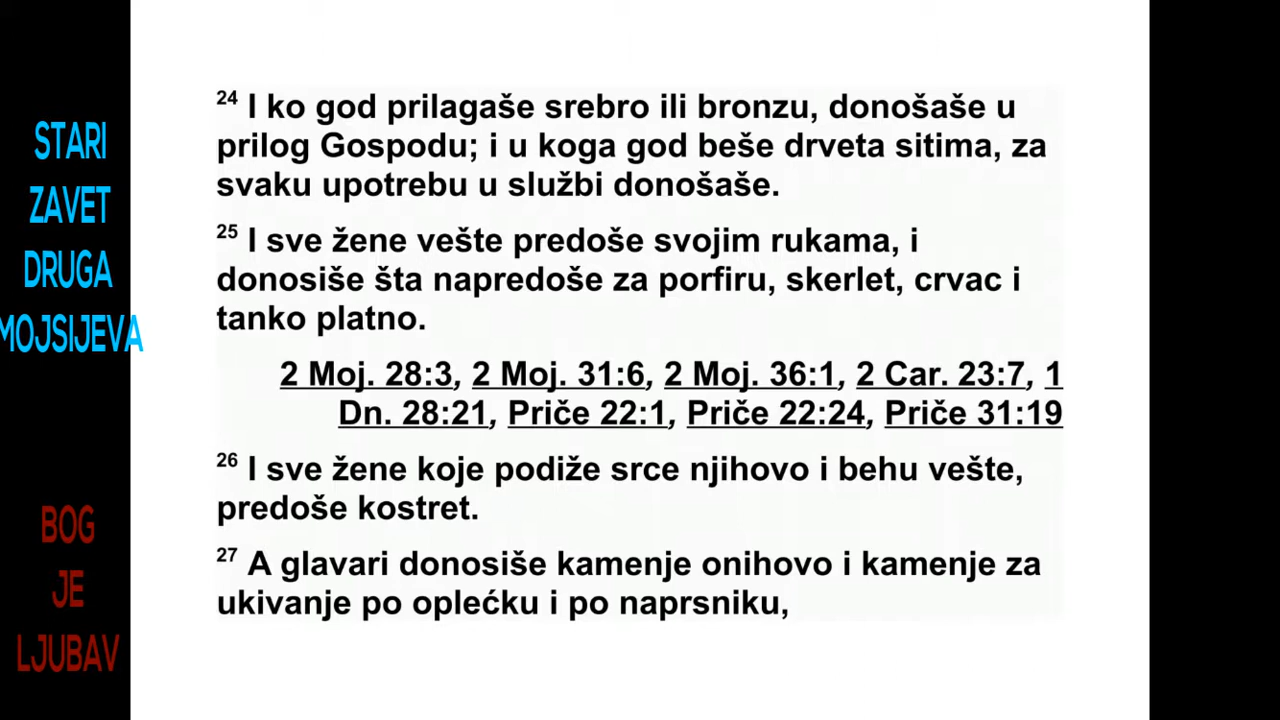 STARI
ZAVET
DRUGA
MOJSIJEVA
BOG
JE
LJUBAV
24 I ko god prilagaše srebro ili bronzu, donošaše u
prilog Gospodu; i u koga god beše drveta sitima, za
svaku upotrebu u službi donošaše.
25 I sve žene vešte predoše svojim rukama, i
donosiše šta napredoše za porfiru, skerlet, crvac i
tanko platno.
2 Moj. 28:3, 2 Moj. 31:6, 2 Moj. 36:1, 2 Car. 23:7, 1
Dn. 28:21, Priče 22:1, Priče 22:24, Priče 31:19
26 I sve žene koje podiže srce njihovo i behu vešte,
predoše kostret.
27 A glavari donosiše kamenje onihovo i kamenje za
ukivanje po oplećku i po naprsniku,